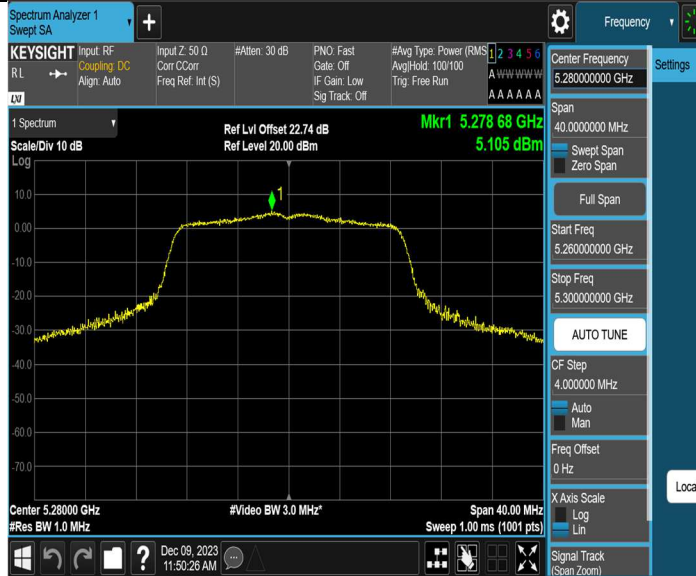 Spectrum Analyzer 1
Swept SA
Frequency
KEYSIGHT
RL
LXI
Input: RF
Coupling: DC
Align: Auto
Input Z: 50 Ω
Corr CCorr
Freq Ref: Int (S)
#Atten: 30 dB
PNO: Fast
Gate: Off
IF Gain: Low
Sig Track: Off
#Avg Type: Power (RMS
Avg|Hold: 100/100
Trig: Free Run
1 2 3 4 5 6
A W W W W W
A A A A A A
1 Spectrum
Scale/Div 10 dB
Log
Ref Lvl Offset 22.74 dB
Ref Level 20.00 dBm
Mkr1 5.278 68 GHz
5.105 dBm
1
10.0
0.00
-10.0
-20.0
-30.0
-40.0
-50.0
-60.0
-70.0
Center 5.28000 GHz
#Res BW 1.0 MHz
#Video BW 3.0 MHz*
Span 40.00 MHz
Sweep 1.00 ms (1001 pts)
?
Dec 09, 2023
11:50:26 AM
Center Frequency
5.280000000 GHz
Span
40.0000000 MHz
Swept Span
Zero Span
Full Span
Start Freq
5.260000000 GHz
Stop Freq
5.300000000 GHz
AUTO TUNE
CF Step
4.000000 MHz
Auto
Man
Freq Offset
0 Hz
X Axis Scale
Log
Lin
Signal Track
(Span Zoom)
Settings
Loca